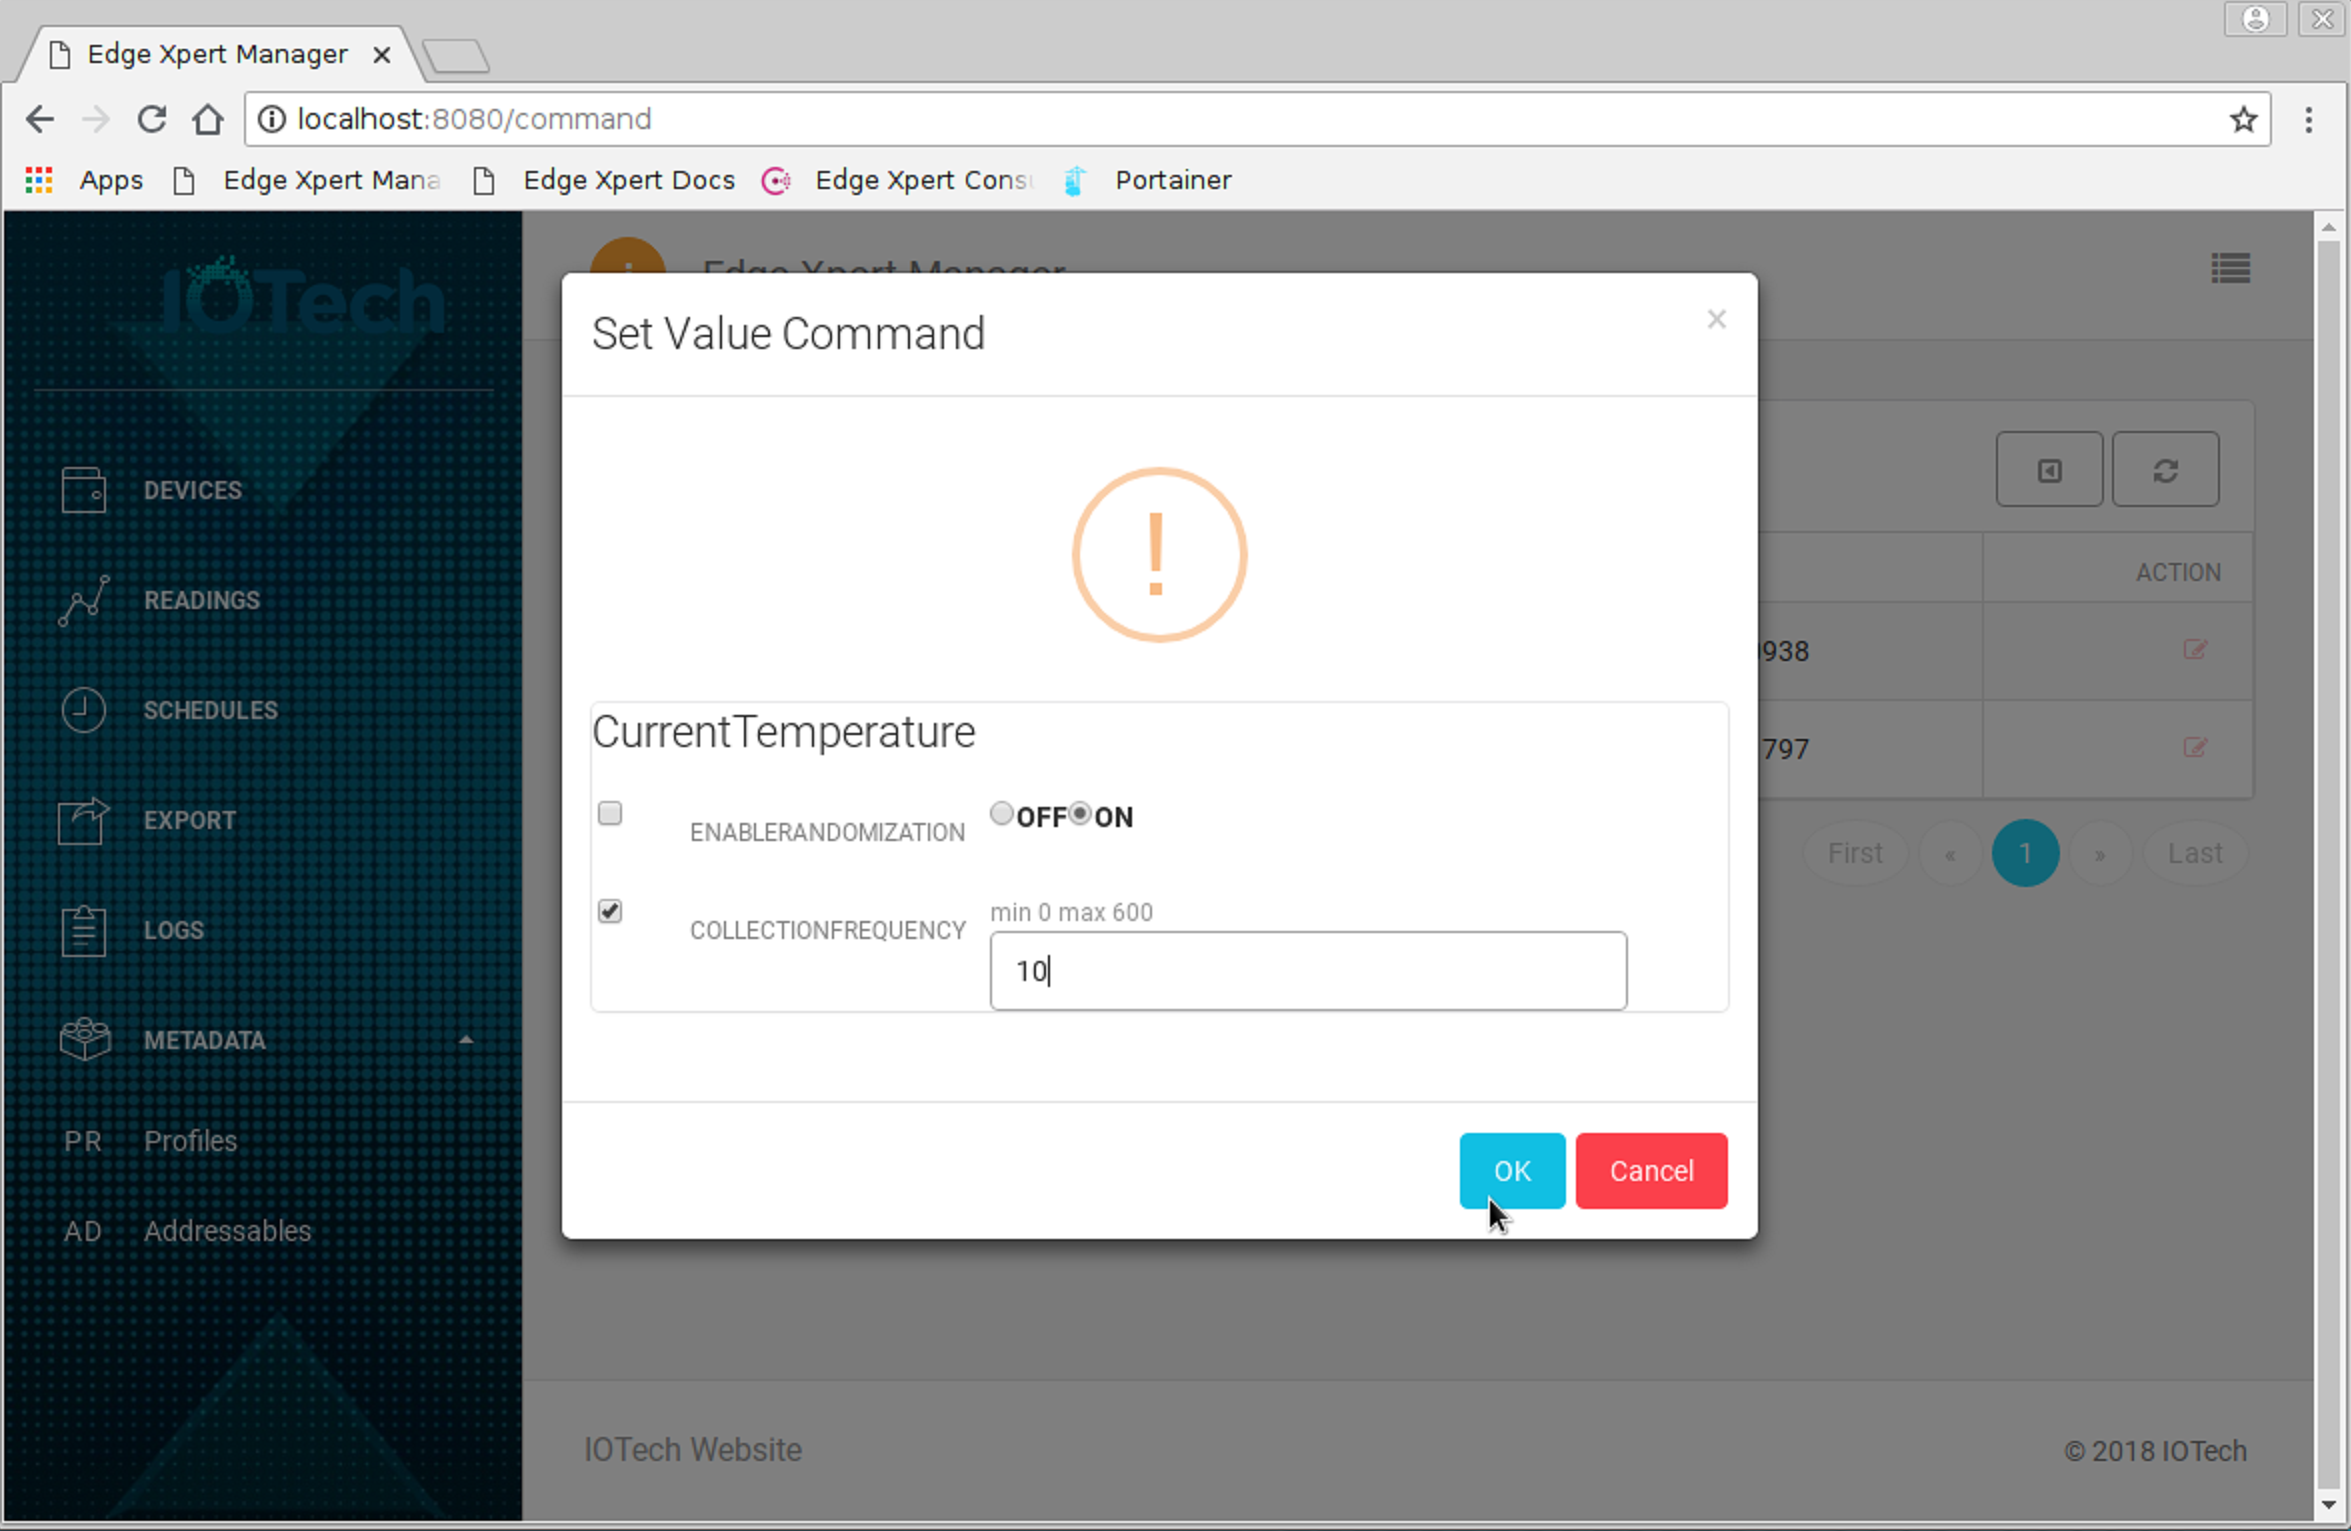 Edge Xpert Manager
localhost:8080/command
Apps Edge Xpert Mana Edge Xpert Docs Edge Xpert Cons Portainer
IOTech
Edge Xpert Manager
Set Value Command
×
DEVICES
READINGS
SCHEDULES
EXPORT
LOGS
METADATA
PR Profiles
AD Addressables
!
ACTION
938
797
CurrentTemperature
ENABLERANDOMIZATION OFF ON
COLLECTIONFREQUENCY min 0 max 600
10
First « 1 » Last
OK Cancel
IOTech Website
© 2018 IOTech